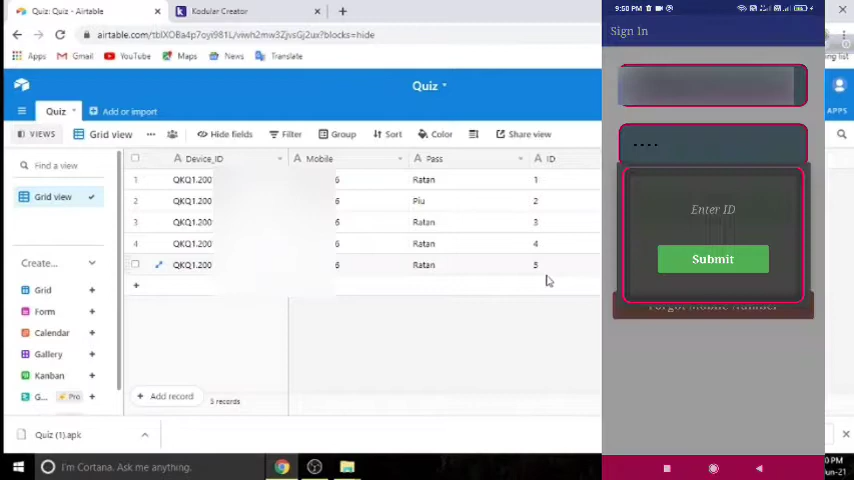 Quiz: Quiz - Airtable
Kodular Creator
airtable.com/tblXOBa4p7oyi981L/viwh2mw3ZjvsGj2ux?blocks=hide
Apps
Gmail
YouTube
Maps
News
Translate
Quiz
Quiz
Add or import
APPS
VIEWS
Grid view
Hide fields
Filter
Group
Sort
Color
Share view
Find a view
Grid view
Create...
Grid
Form
Calendar
Gallery
Kanban
G...
Pro
Device_ID Mobile Pass ID
1 QKQ1.200 6 Ratan 1
2 QKQ1.200 6 Piu 2
3 QKQ1.200 6 Ratan 3
4 QKQ1.200 6 Ratan 4
QKQ1.200 6 Ratan 5
Add record
5 records
Quiz (1).apk
I'm Cortana. Ask me anything.
9:50 PM
Sign In
Enter ID
Submit
Forgot Mobile Number